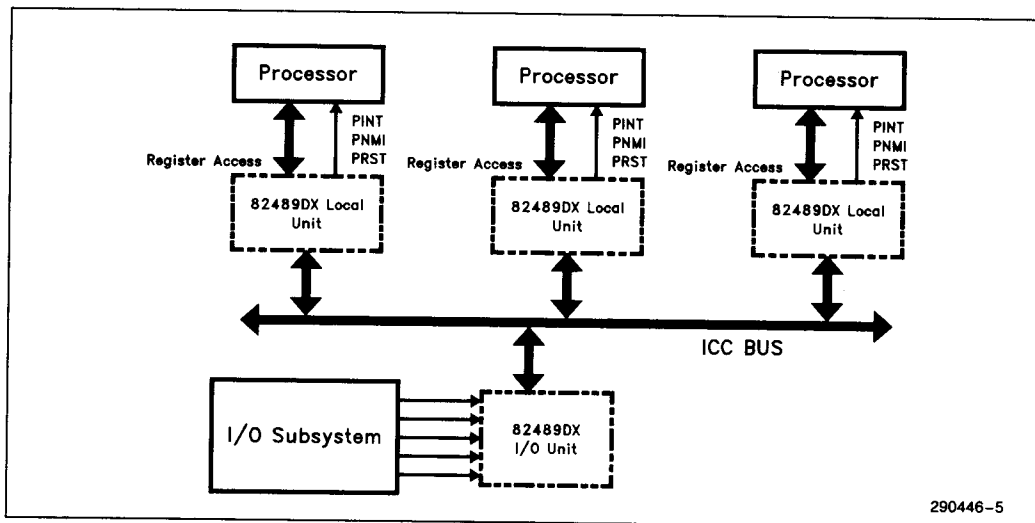 Processor
Processor
Processor
PINT
PNMI
PRST
Register Access
PINT
PNMI
PRST
Register Access
PINT
PNMI
PRST
Register Access
82489DX Local
Unit
82489DX Local
Unit
82489DX Local
Unit
ICC BUS
I/O Subsystem
82489DX
I/O Unit
290446-5